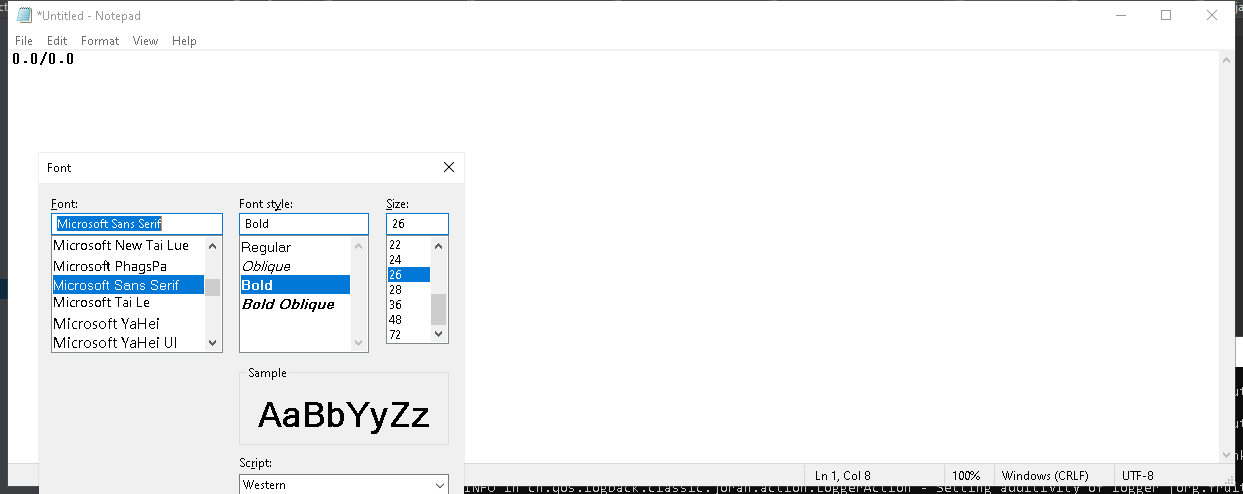 *Untitled - Notepad
File Edit Format View Help
0.0/0.0
Font
Font: Font style: Size:
Microsoft Sans Serif Bold 26
Microsoft New Tai Lue Regular 22
Microsoft PhagsPa Oblique 24
Microsoft Sans Serif Bold 26
Microsoft Tai Le Bold Oblique 28
Microsoft YaHei 36
Microsoft YaHei UI 48
72
Sample
AaBbYyZz
Script:
Western
Ln 1, Col 8 100% Windows (CRLF) UTF-8
INFO in ch.qos.logback.classic.joran.action.LoggerAction - Setting additivity of logger